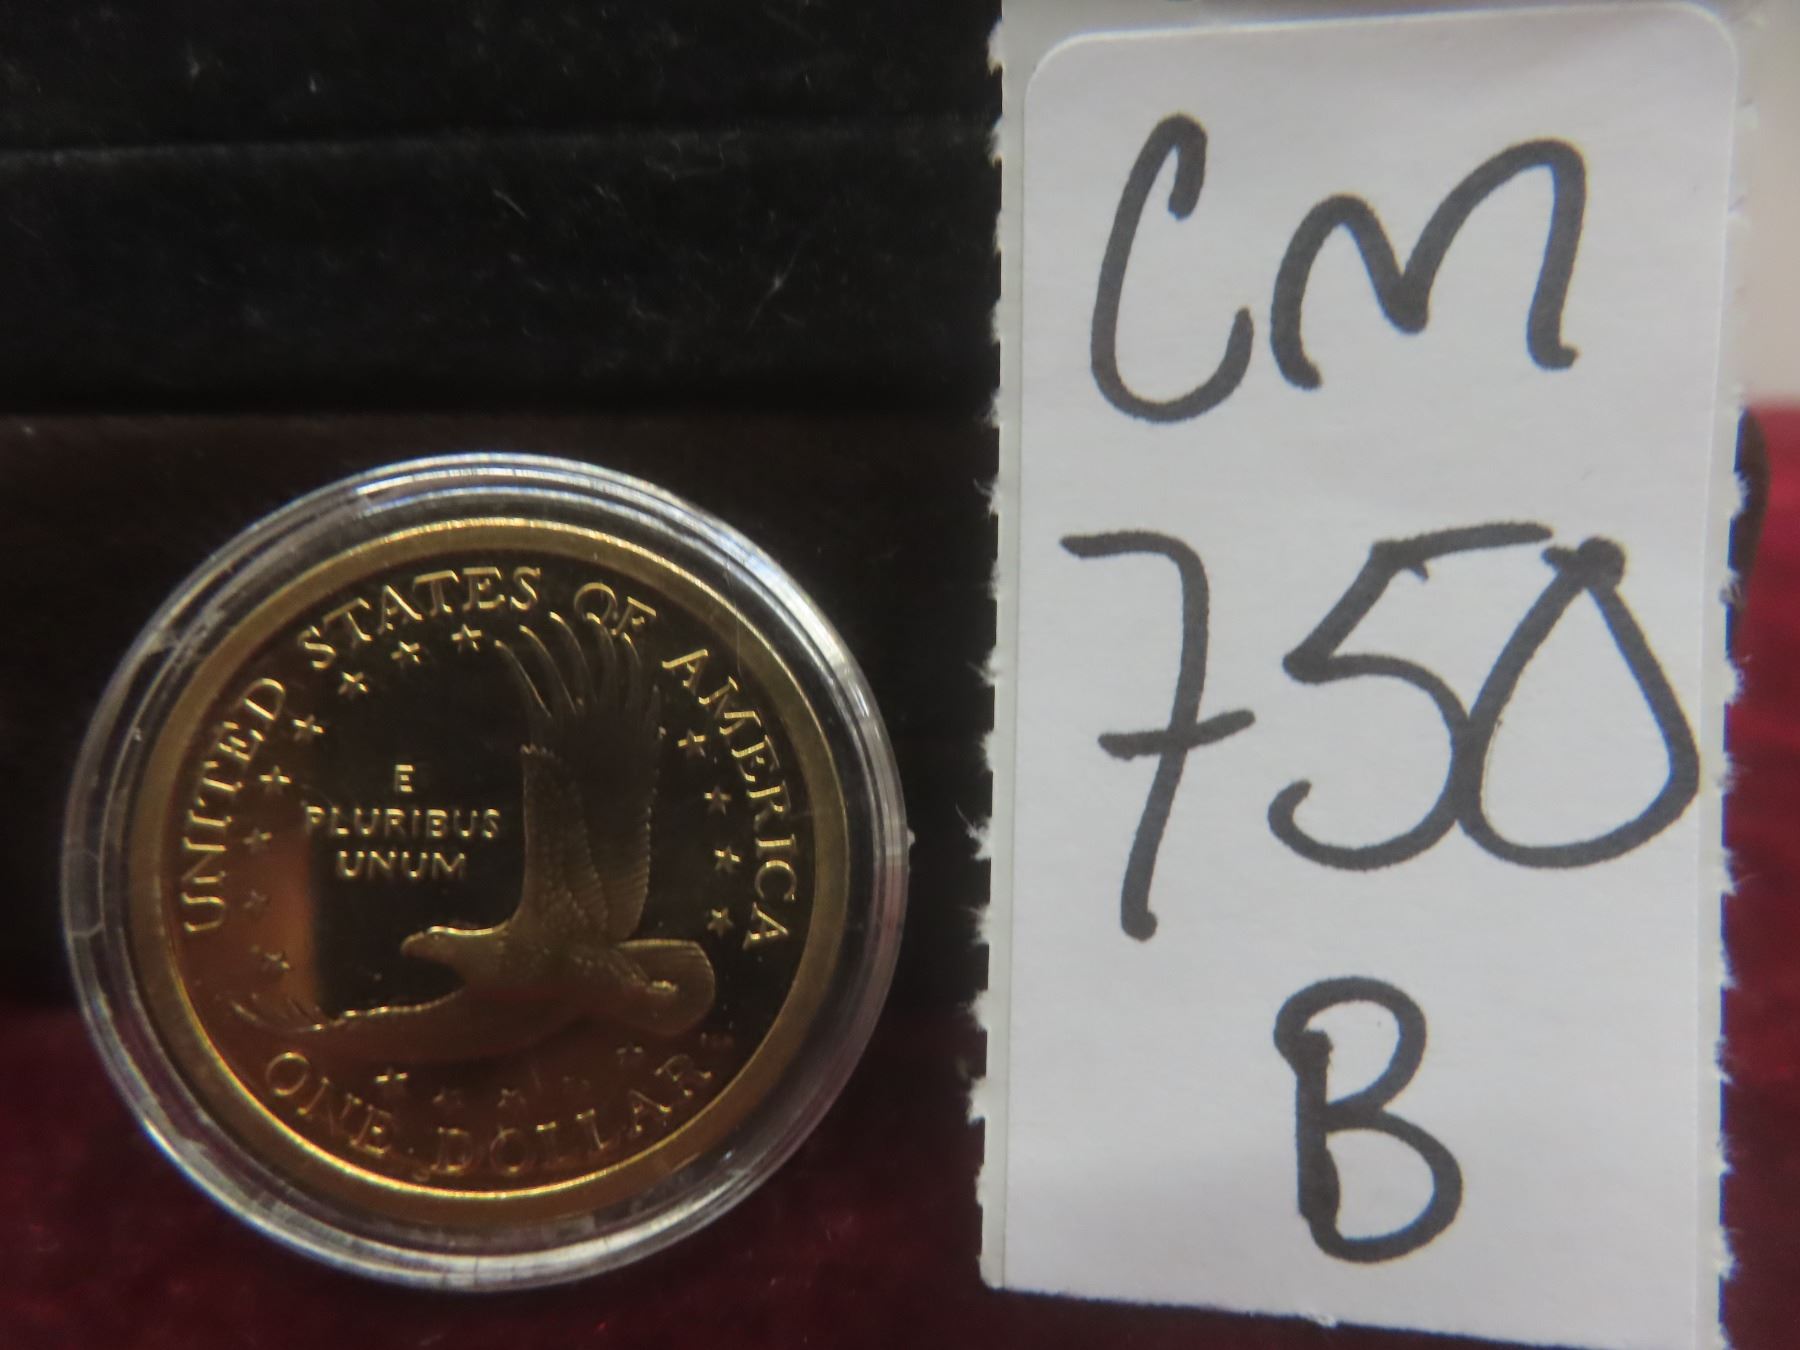 UNITED STATES OF AMERICA
E
PLURIBUS
UNUM
ONE DOLLAR
CM
750
B